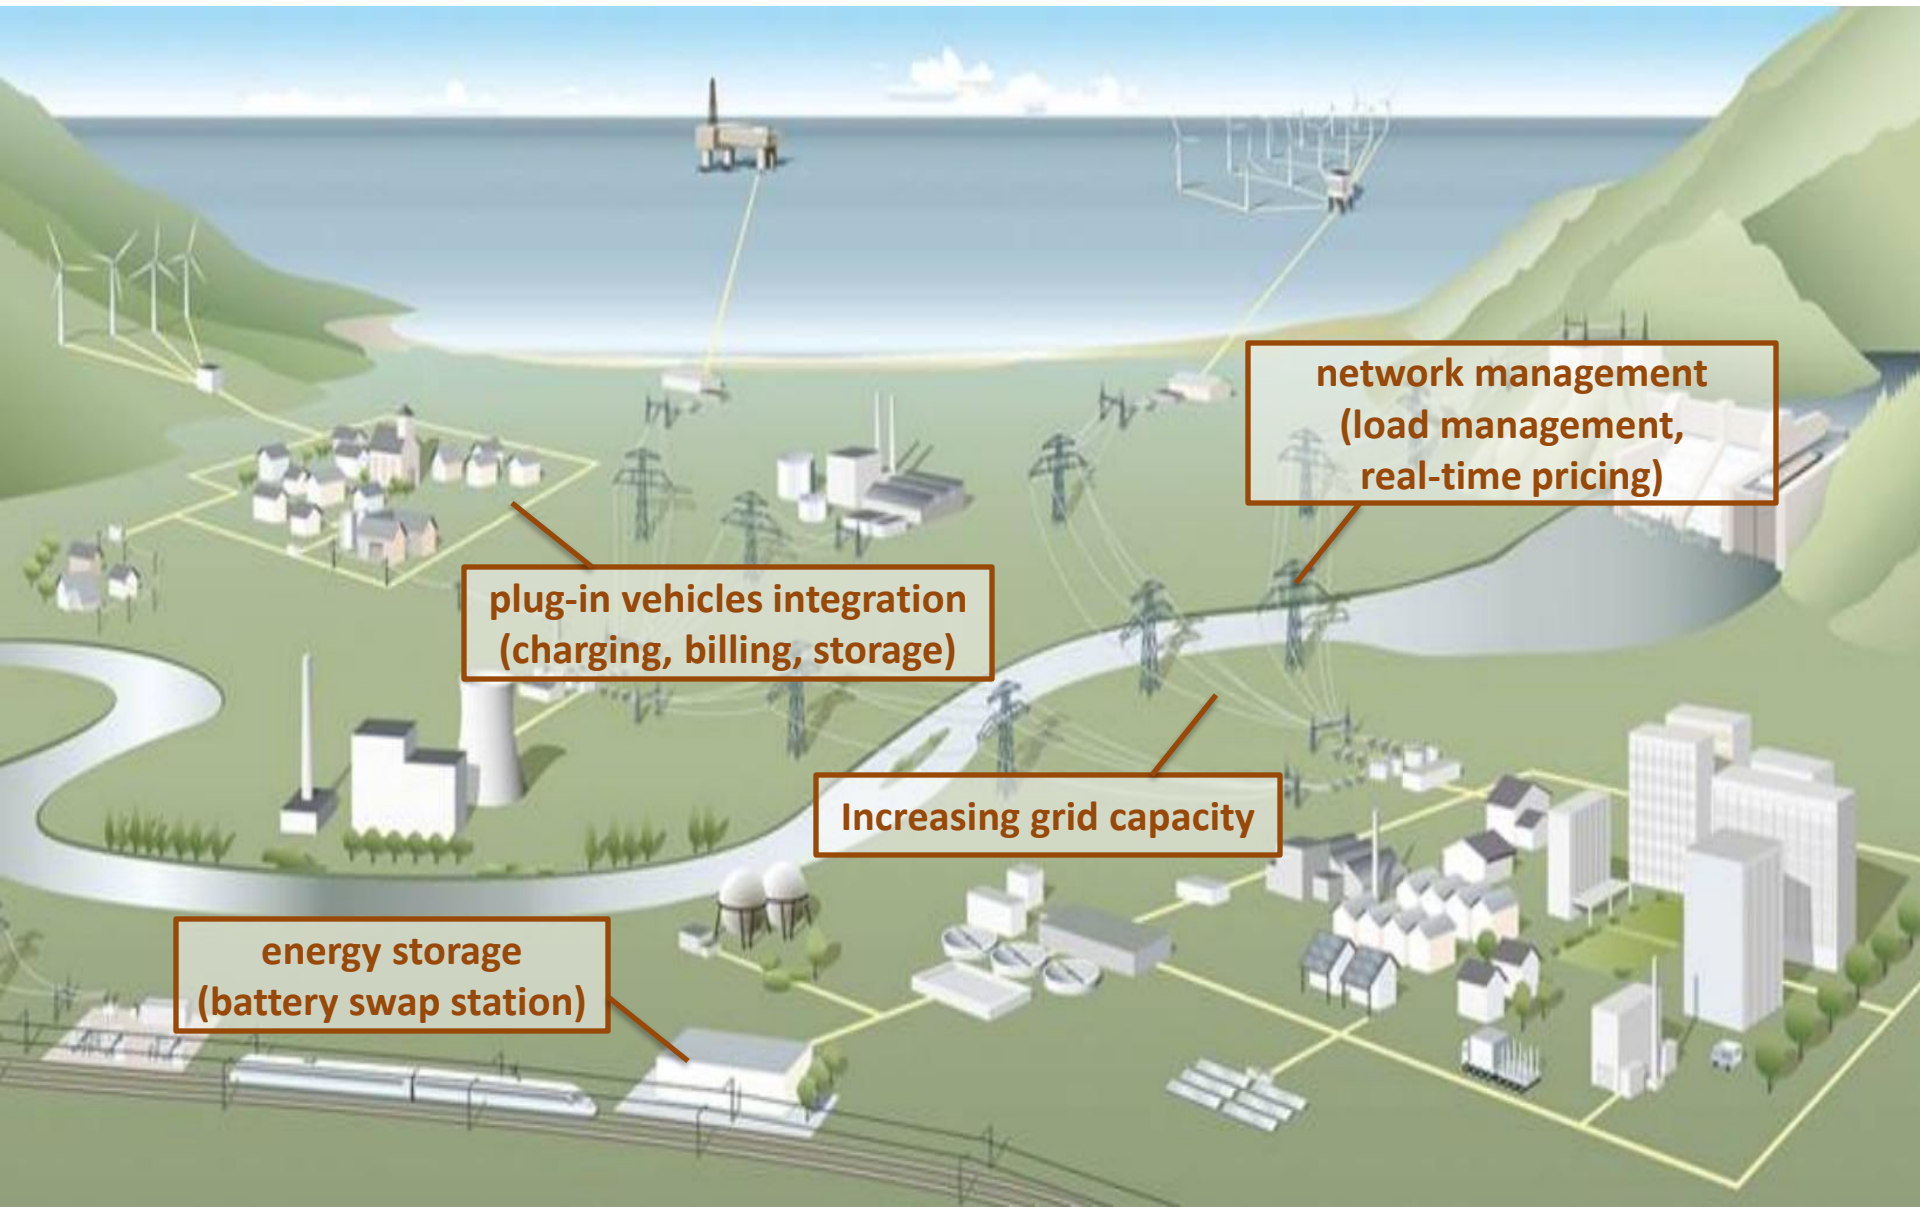 network management
(load management,
real-time pricing)
plug-in vehicles integration
(charging, billing, storage)
Increasing grid capacity
energy storage
(battery swap station)